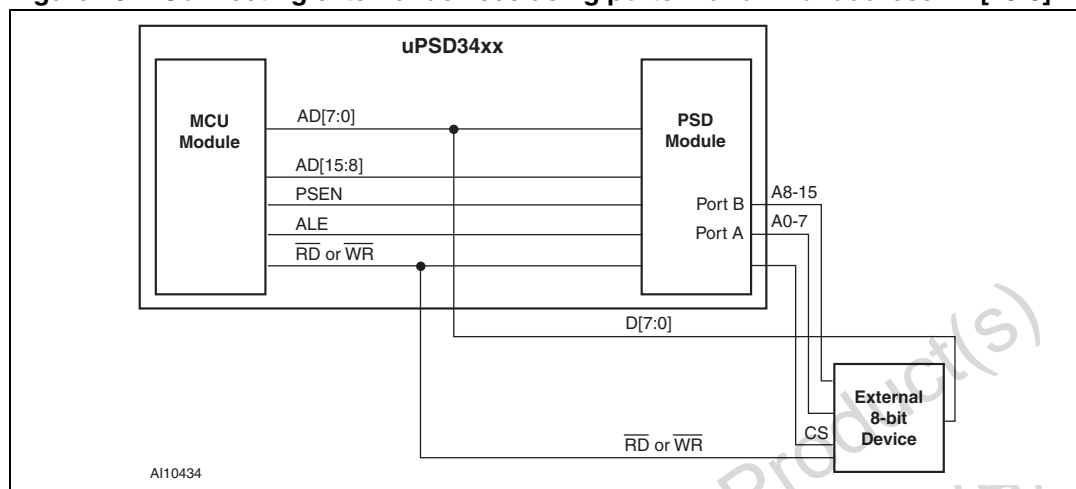 uPSD34xx
MCU
Module
AD[7:0]
AD[15:8]
PSEN
ALE
RD or WR
PSD
Module
Port B
Port A
A8-15
A0-7
D[7:0]
External
8-bit
Device
CS
RD or WR
AI10434
Product(s)